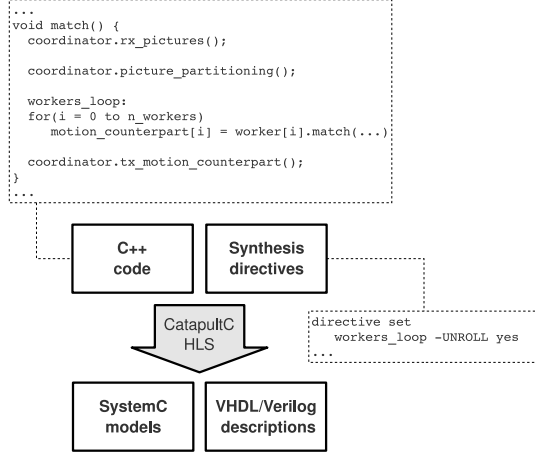 ...
void match() {
  coordinator.rx_pictures();
  coordinator.picture_partitioning();
  workers_loop:
  for(i = 0 to n_workers)
    motion_counterpart[i] = worker[i].match(...)
  coordinator.tx_motion_counterpart();
}
...
C++
code
Synthesis
directives
CatapultC
HLS
directive set
  workers_loop -UNROLL yes
...
SystemC
models
VHDL/Verilog
descriptions